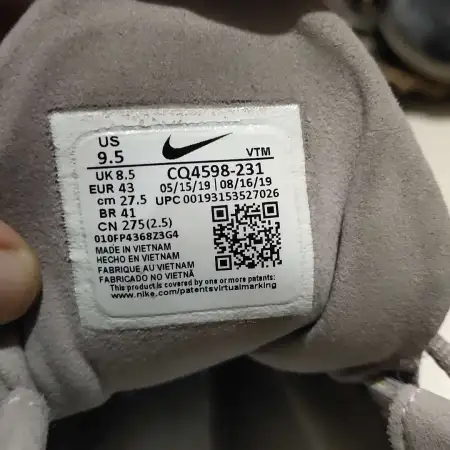 US
9.5
VTM
UK 8.5
CQ4598-231
EUR 43
05/15/19 | 08/16/19
cm 27.5
UPC 00193153527026
BR 41
CN 275(2.5)
010FP4368Z3G4
MADE IN VIETNAM
HECHO EN VIETNAM
FABRIQUE AU VIETNAM
FABRICADO NO VIETNÃ
This product is covered by one or more patents:
www.nike.com/patentsvirtualmarking